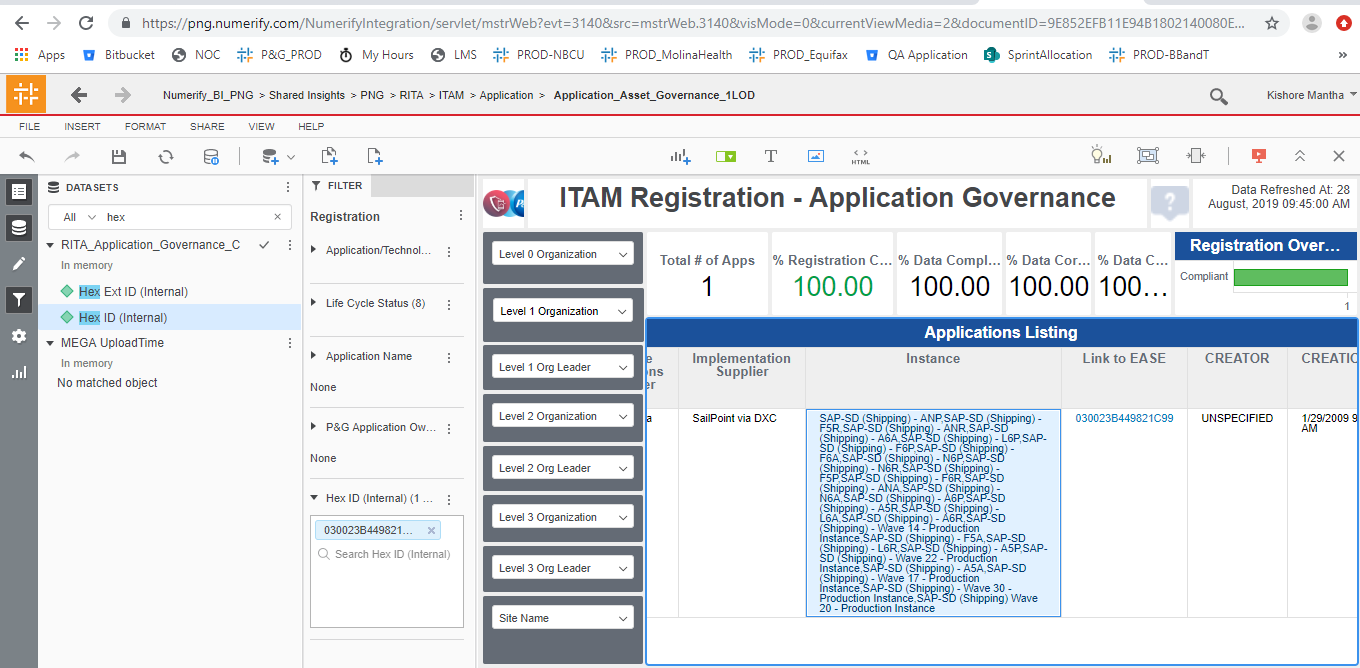 https://png.numerify.com/NumerifyIntegration/servlet/mstrWeb?evt=3140&src=mstrWeb.3140&visMode=0&currentViewMedia=2&documentID=9E852EFB11E94B1802140080E...
Apps Bitbucket NOC P&G_PROD My Hours LMS PROD-NBCU PROD_MolinaHealth PROD_Equifax QA Application SprintAllocation PROD-BBandT »
Numerify_BI_PNG > Shared Insights > PNG > RITA > ITAM > Application > Application_Asset_Governance_1LOD
Kishore Mantha
FILE INSERT FORMAT SHARE VIEW HELP
HTML
DATASETS
All hex
RITA_Application_Governance_C
In memory
Hex Ext ID (Internal)
Hex ID (Internal)
MEGA UploadTime
In memory
No matched object
FILTER
Registration
Application/Technol...
Life Cycle Status (8)
Application Name
None
P&G Application Ow...
None
Hex ID (Internal) (1 ...
030023B449821...
Search Hex ID (Internal)
ITAM Registration - Application Governance
?
Data Refreshed At: 28
August, 2019 09:45:00 AM
Level 0 Organization
Level 1 Organization
Level 1 Org Leader
Level 2 Organization
Level 2 Org Leader
Level 3 Organization
Level 3 Org Leader
Site Name
Total # of Apps
1
% Registration C...
100.00
% Data Compl...
100.00
% Data Cor...
100.00
% Data C...
100...
Registration Over...
Compliant
1
Applications Listing
Implementation
Supplier
Instance
Link to EASE
CREATOR
CREATIC
SailPoint via DXC
SAP-SD (Shipping) - ANP,SAP-SD (Shipping) -
F5R,SAP-SD (Shipping) - ANR,SAP-SD
(Shipping) - A6A,SAP-SD (Shipping) - L6P,SAP-
SD (Shipping) - F6P,SAP-SD (Shipping) -
F6A,SAP-SD (Shipping) - N6P,SAP-SD
(Shipping) - N6R,SAP-SD (Shipping) -
F5P,SAP-SD (Shipping) - F6R,SAP-SD
(Shipping) - ANA,SAP-SD (Shipping) -
N6A,SAP-SD (Shipping) - A6P,SAP-SD
(Shipping) - A5R,SAP-SD (Shipping) -
L6A,SAP-SD (Shipping) - A6R,SAP-SD
(Shipping) - Wave 14 - Production
Instance,SAP-SD (Shipping) - F5A,SAP-SD
(Shipping) - L6R,SAP-SD (Shipping) - A5P,SAP-
SD (Shipping) - Wave 22 - Production
Instance,SAP-SD (Shipping) - A5A,SAP-SD
(Shipping) - Wave 17 - Production
Instance,SAP-SD (Shipping) - Wave 30 -
Production Instance,SAP-SD (Shipping) Wave
20 - Production Instance
030023B449821C99
UNSPECIFIED
1/29/2009 9
AM